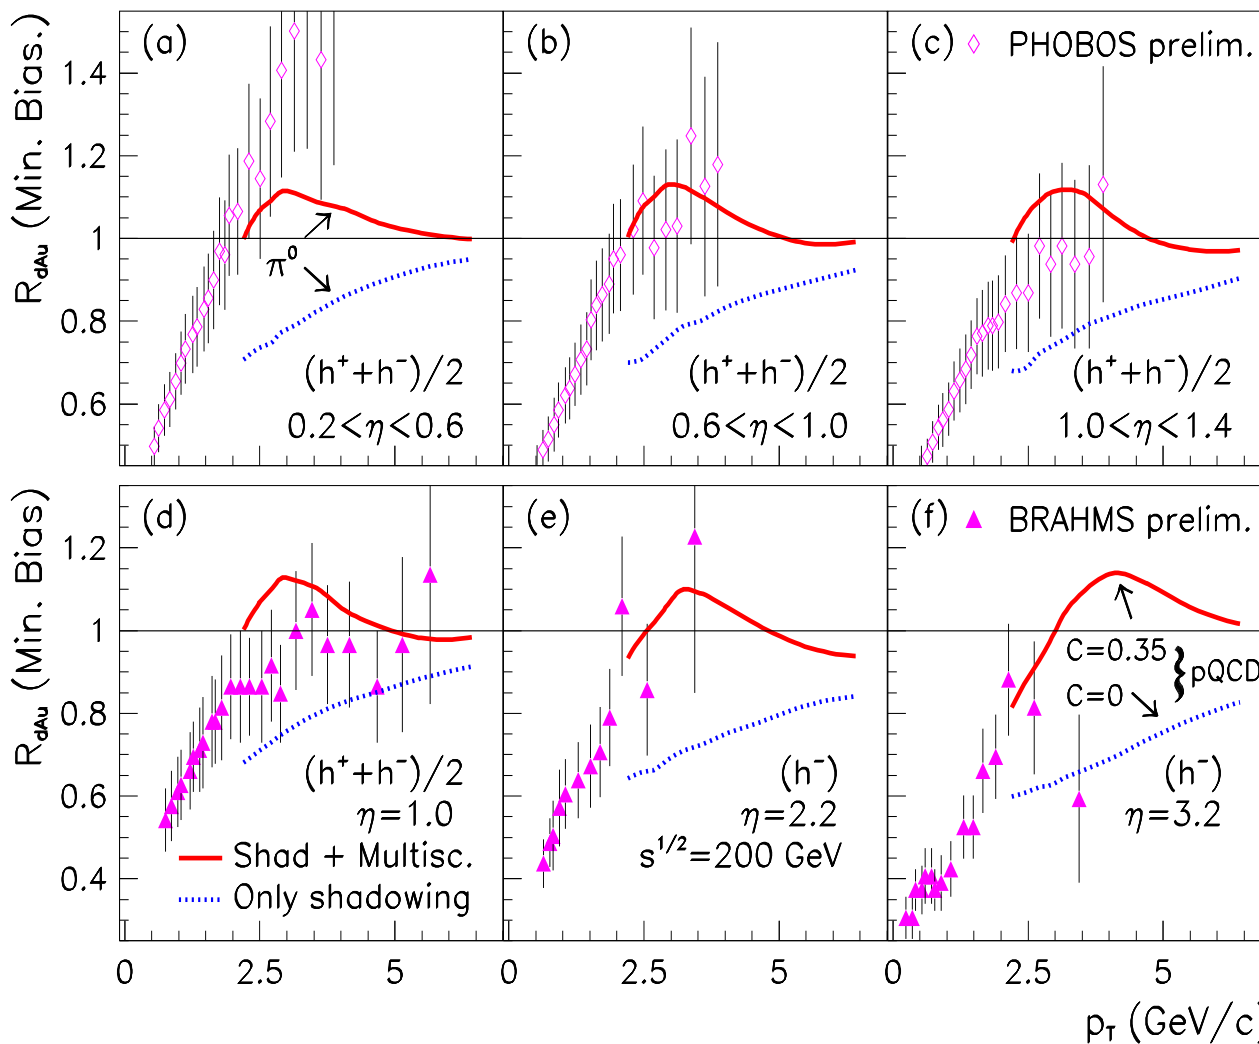 R_dAu (Min. Bias.)
(a)
(b)
(c) ◇ PHOBOS prelim.
1.4
1.2
1
0.8
0.6
π⁰
(h⁺+h⁻)/2
0.2<η<0.6
(h⁺+h⁻)/2
0.6<η<1.0
(h⁺+h⁻)/2
1.0<η<1.4
R_dAu (Min. Bias)
(d)
(e)
(f) ▲ BRAHMS prelim.
1.2
1
0.8
0.6
0.4
(h⁺+h⁻)/2
η=1.0
Shad + Multisc.
Only shadowing
(h⁻)
η=2.2
s^1/2=200 GeV
C=0.35
C=0
} pQCD
(h⁻)
η=3.2
0 2.5 5 0 2.5 5 0 2.5 5
p_T (GeV/c)